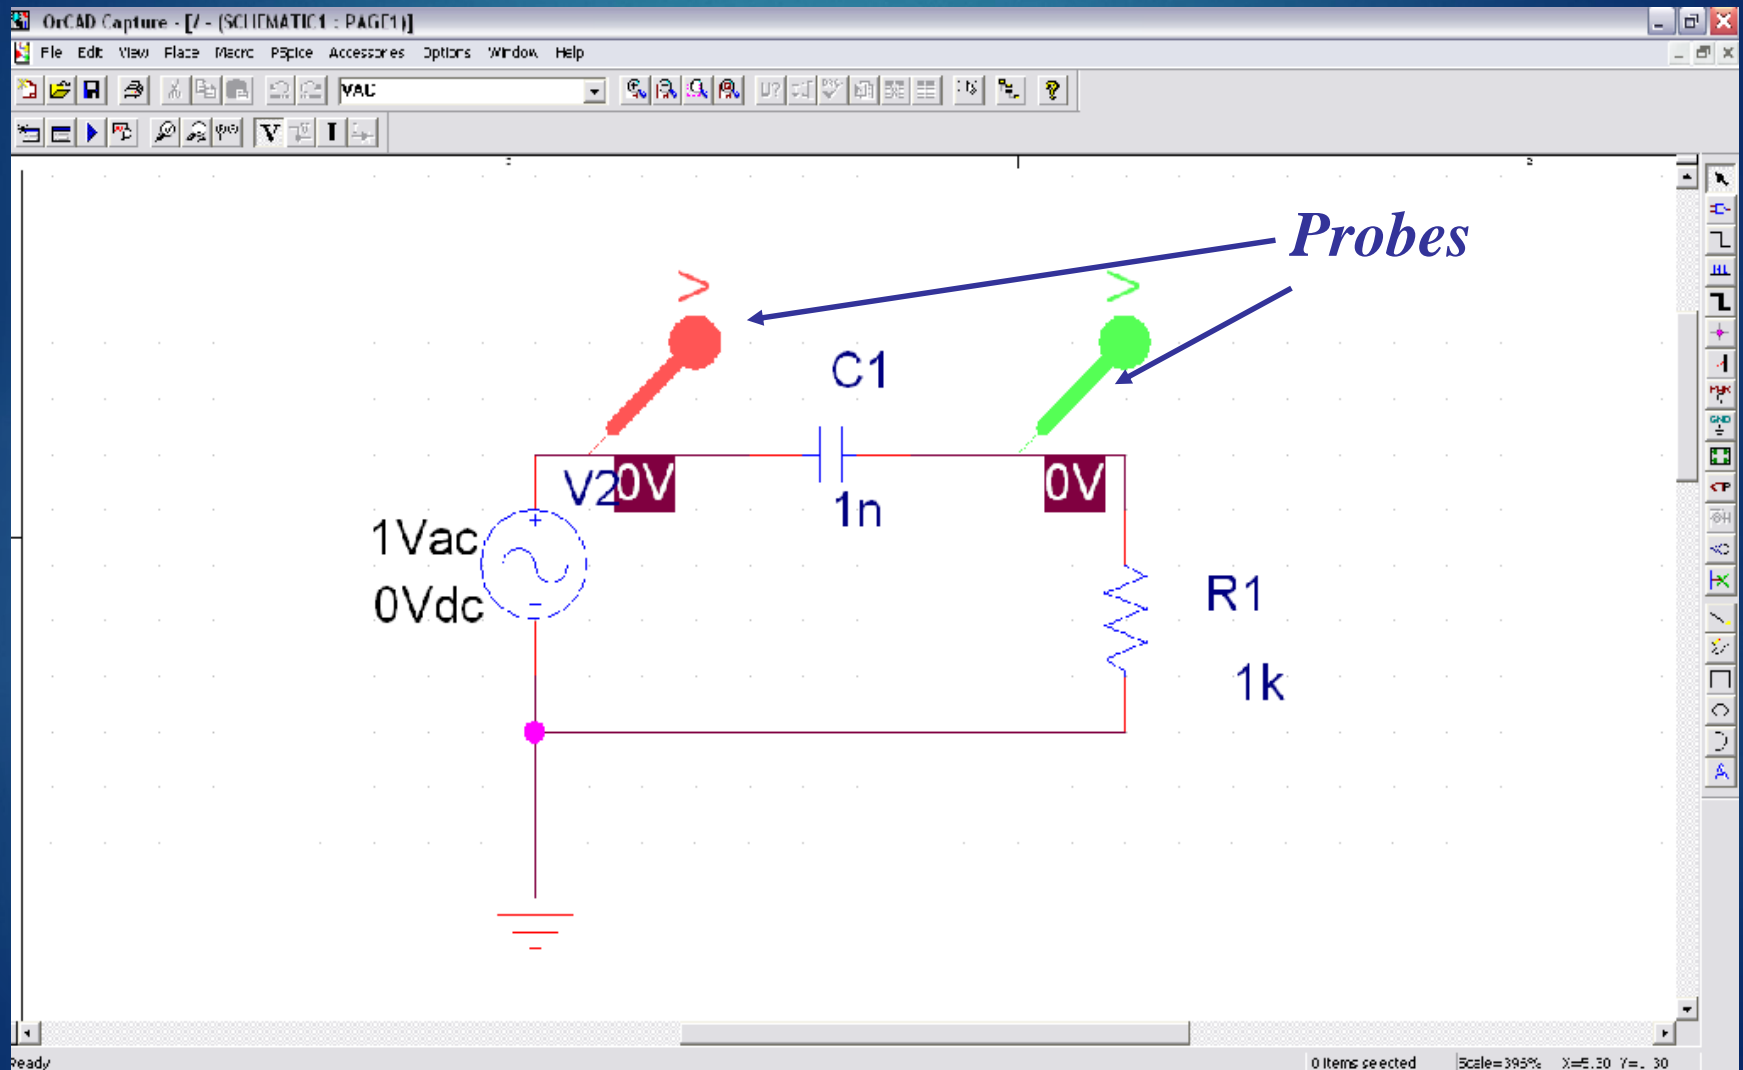 OrCAD Capture - [/ - (SCHEMATIC1 : PAGE1)]
File Edit View Place Macro PSpice Accessories Options Window Help
VAC
V I
Probes
V V
C1
V2 0V 0V
1n
1Vac
0Vdc
R1
1k
Ready 0 items selected Scale=396%